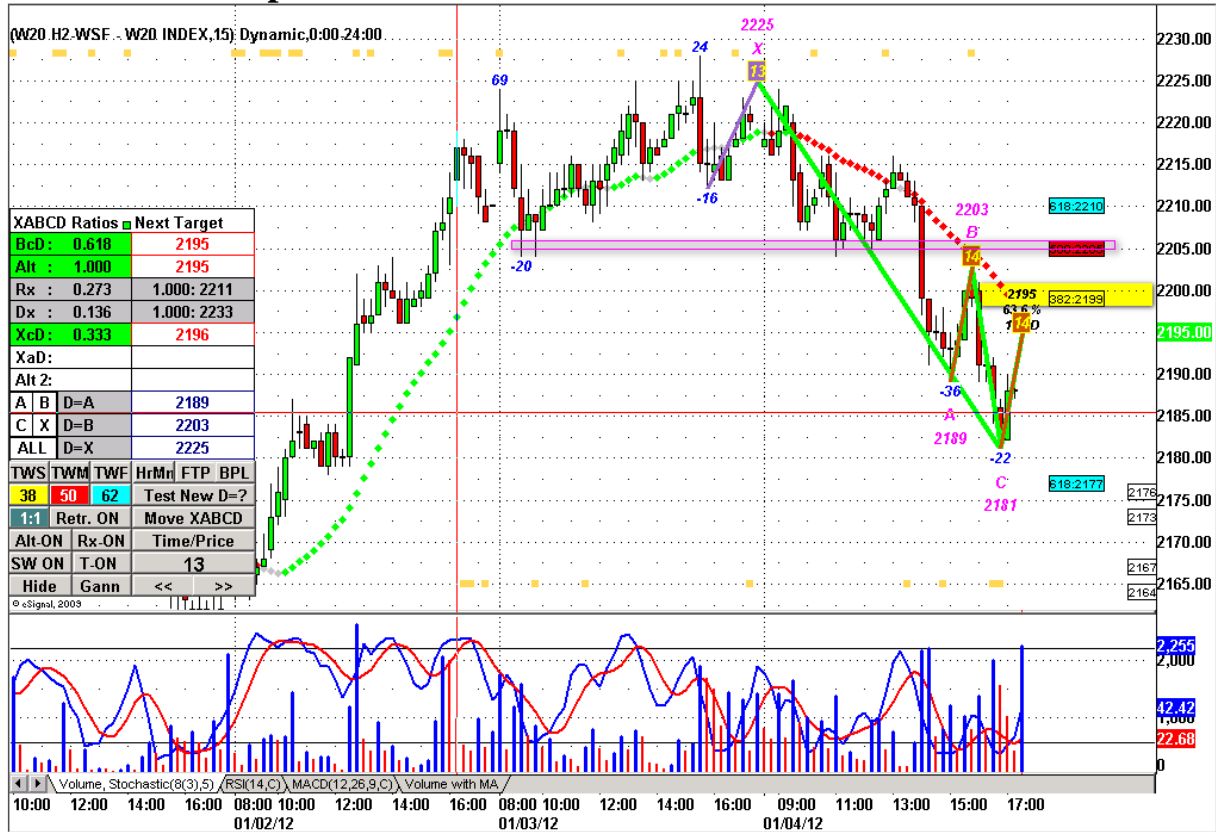 (W20 H2-WSE - W20 INDEX,15) Dynamic,0:00-24:00
2225
X
13
24
69
-16
-20
2203
B
14
-36
A
2189
-22
C
2181
2195
63.6 %
14
618:2210
382:2199
618:2177
2176
2173
2167
2164
2230.00
2225.00
2220.00
2215.00
2210.00
2205.00
2200.00
2195.00
2190.00
2185.00
2180.00
2175.00
2170.00
2165.00
XABCD Ratios Next Target
BcD: 0.618 2195
Alt : 1.000 2195
Rx : 0.273 1.000: 2211
Dx : 0.136 1.000: 2233
XcD: 0.333 2196
XaD:
Alt 2:
A B D=A 2189
C X D=B 2203
ALL D=X 2225
TWS TWM TWF HrMn FTP BPL
38 50 62 Test New D=?
1:1 Retr. ON Move XABCD
Alt-ON Rx-ON Time/Price
SW ON T-ON 13
Hide Gann << >>
© eSignal, 2009
2,255
2,000
42.42
22.68
0
Volume, Stochastic(8(3),5) RSI(14,C) MACD(12,26,9,C) Volume with MA
10:00 12:00 14:00 16:00 08:00 10:00 12:00 14:00 16:00 08:00 10:00 12:00 14:00 16:00 09:00 11:00 13:00 15:00 17:00
01/02/12 01/03/12 01/04/12